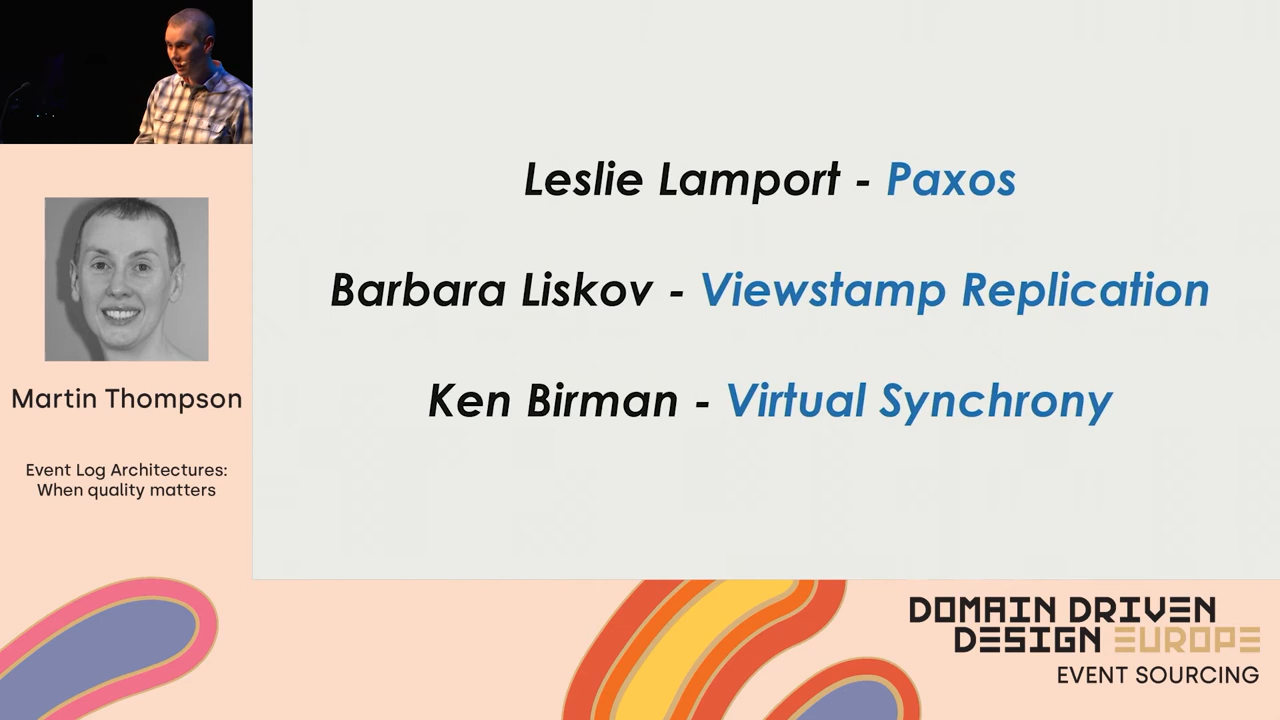 Leslie Lamport - Paxos
Barbara Liskov - Viewstamp Replication
Ken Birman - Virtual Synchrony
Martin Thompson
Event Log Architectures:
When quality matters
DOMAIN DRIVEN
DESIGN EUROPE
EVENT SOURCING